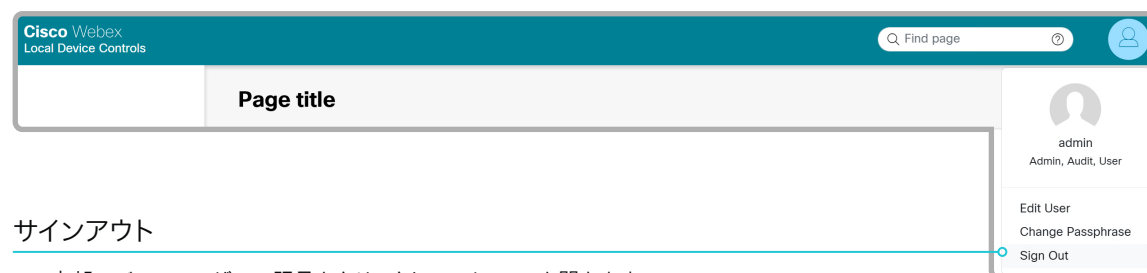 Cisco Webex
Local Device Controls
Find page
Page title
admin
Admin, Audit, User
Edit User
Change Passphrase
Sign Out
サインアウト